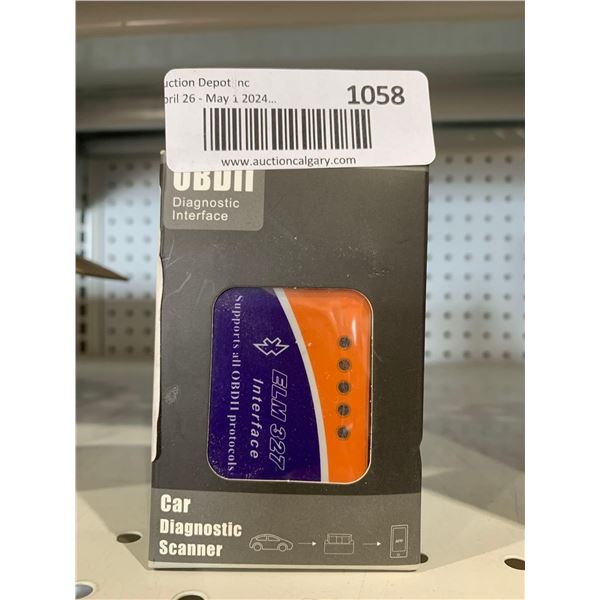 uction Depot Inc
pril 26 - May 1 2024...
1058
www.auctioncalgary.com
OBDII
Diagnostic
Interface
Supports all OBDII protocols
ELM 327
Interface
Car
Diagnostic
Scanner
APP